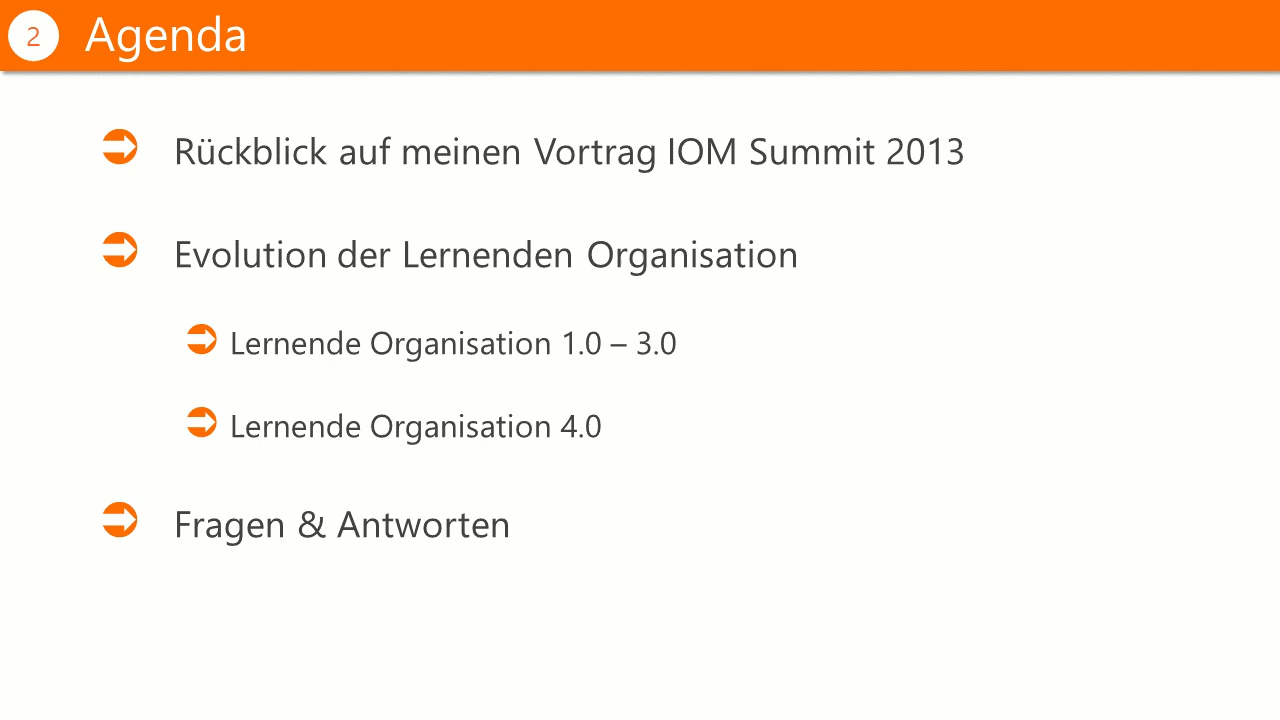 2
Agenda
Rückblick auf meinen Vortrag IOM Summit 2013
Evolution der Lernenden Organisation
Lernende Organisation 1.0 – 3.0
Lernende Organisation 4.0
Fragen & Antworten